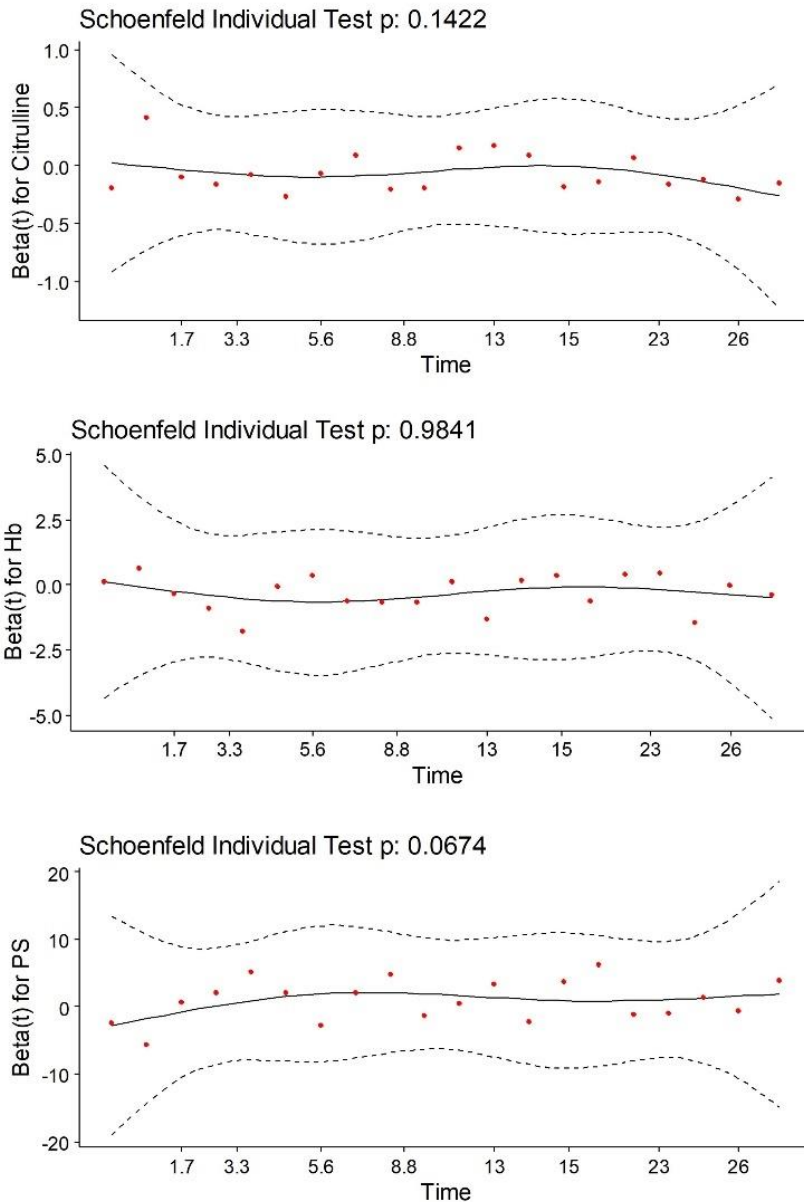 Schoenfeld Individual Test p: 0.1422
Beta(t) for Citrulline
1.0
0.5
0.0
-0.5
-1.0
1.7 3.3 5.6 8.8 13 15 23 26
Time
Schoenfeld Individual Test p: 0.9841
Beta(t) for Hb
5.0
2.5
0.0
-2.5
-5.0
1.7 3.3 5.6 8.8 13 15 23 26
Time
Schoenfeld Individual Test p: 0.0674
Beta(t) for PS
20
10
0
-10
-20
1.7 3.3 5.6 8.8 13 15 23 26
Time